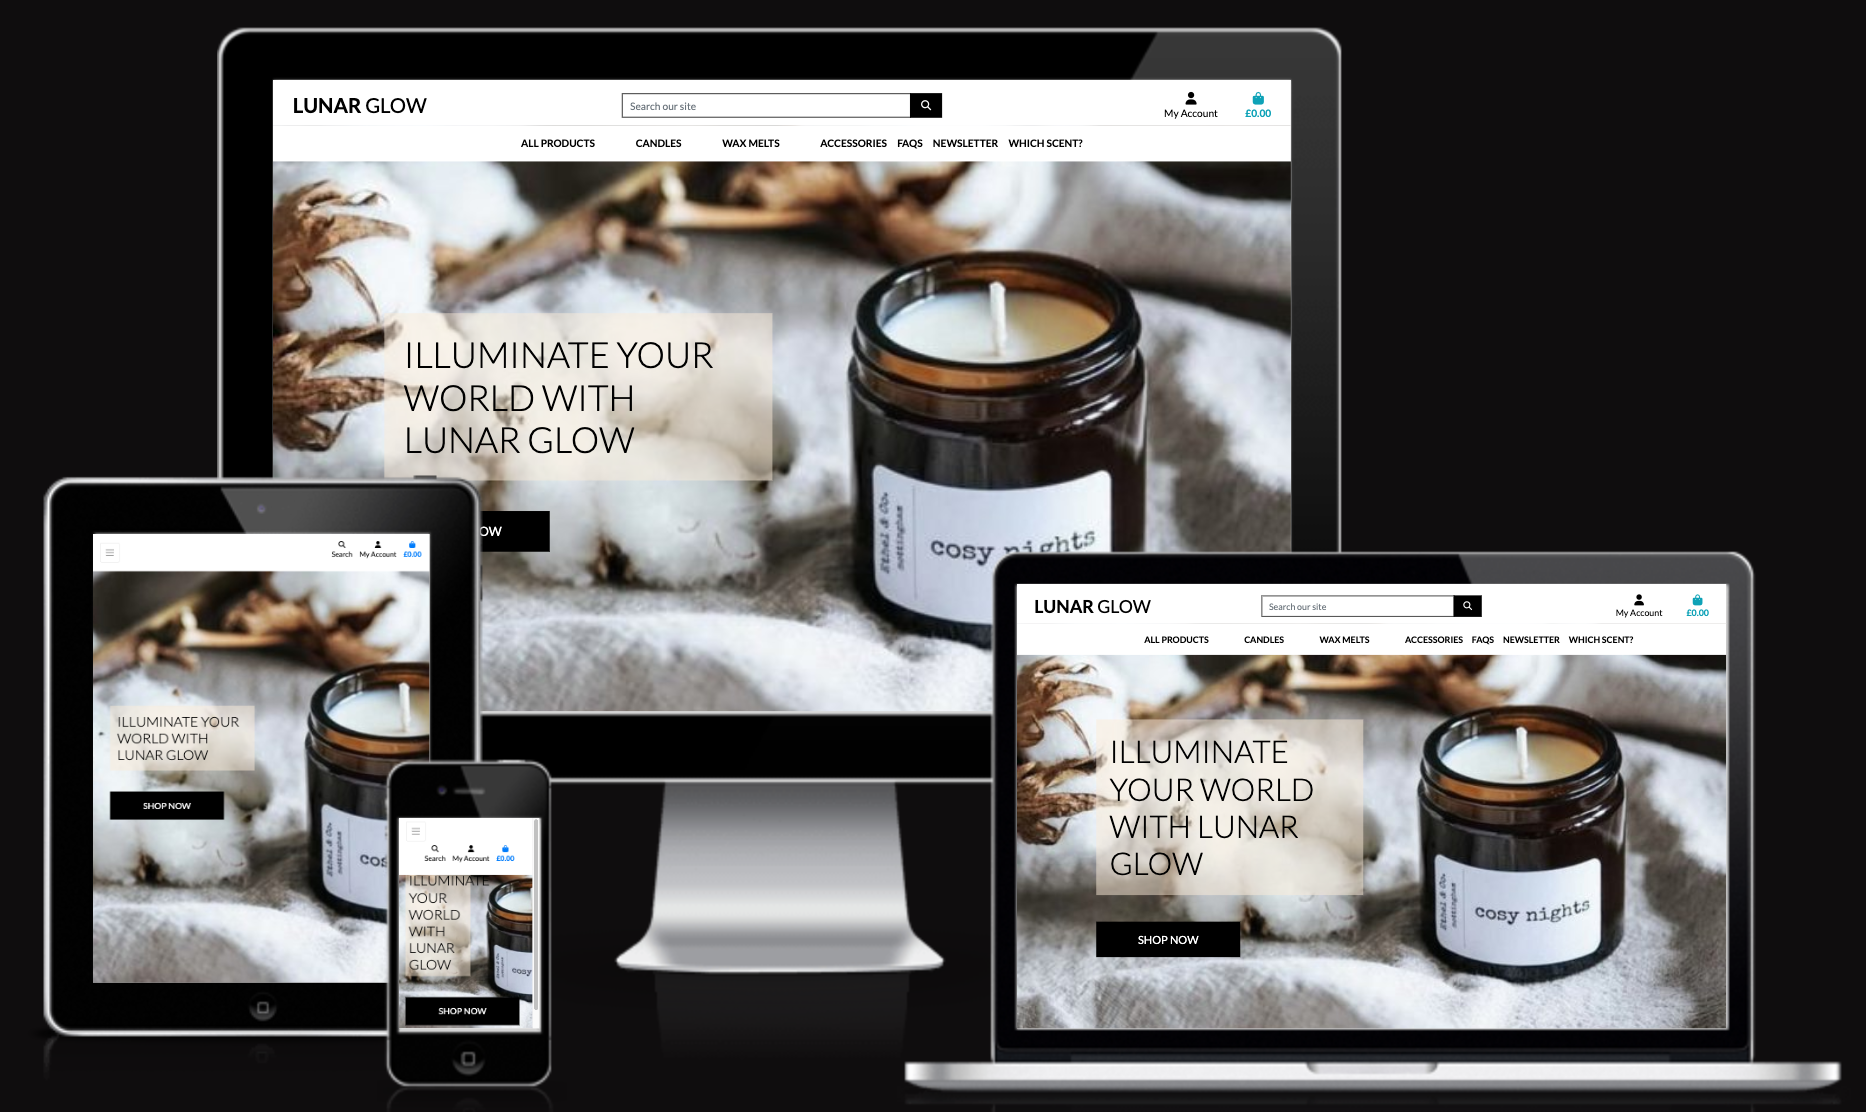 LUNAR GLOW
Search our site
My Account
£0.00
ALL PRODUCTS CANDLES WAX MELTS ACCESSORIES FAQS NEWSLETTER WHICH SCENT?
ILLUMINATE YOUR
WORLD WITH
LUNAR GLOW
OW
Ethel & Co.
nottingham
cosy nights
Search My Account £0.00
ILLUMINATE YOUR
WORLD WITH
LUNAR GLOW
SHOP NOW
Ethel & Co.
nottingham
cos
Search My Account £0.00
ILLUMINATE
YOUR
WORLD
WITH
LUNAR
GLOW
cosy
SHOP NOW
LUNAR GLOW
Search our site
My Account
£0.00
ALL PRODUCTS CANDLES WAX MELTS ACCESSORIES FAQS NEWSLETTER WHICH SCENT?
ILLUMINATE
YOUR WORLD
WITH LUNAR
GLOW
SHOP NOW
Ethel & Co.
nottingham
cosy nights